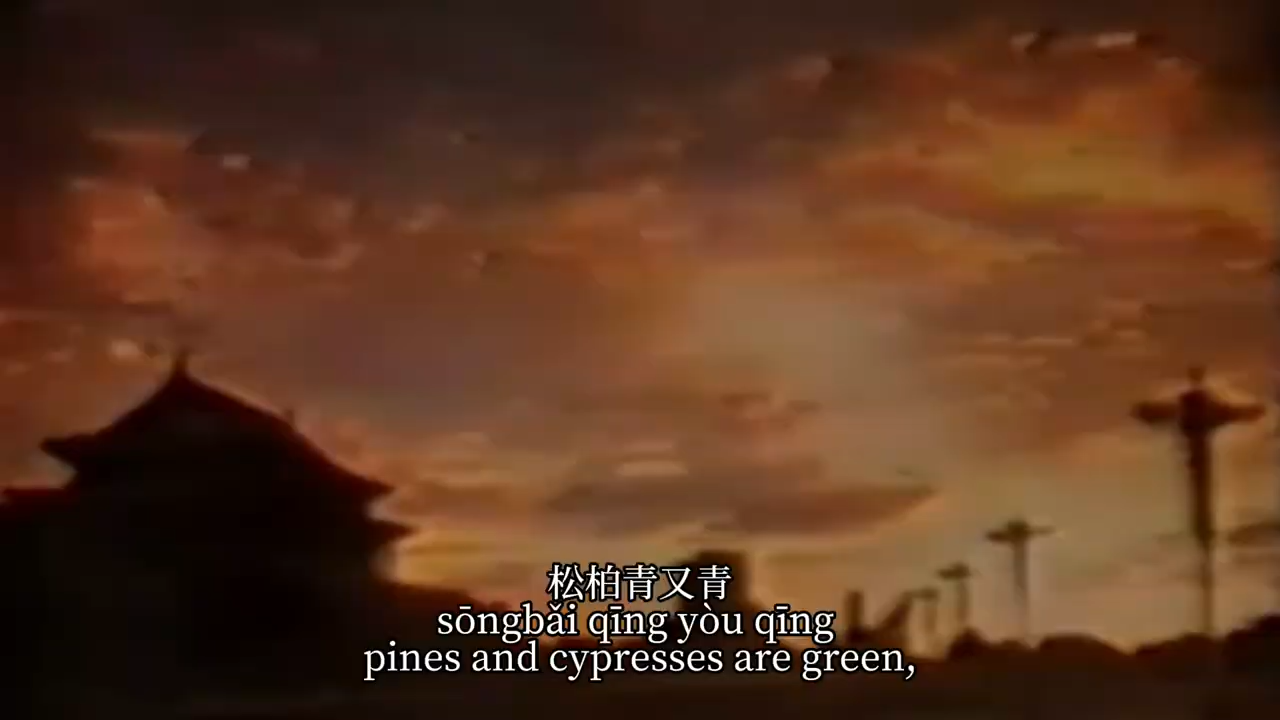 松柏青又青
sōngbǎi qīng yòu qīng
pines and cypresses are green,